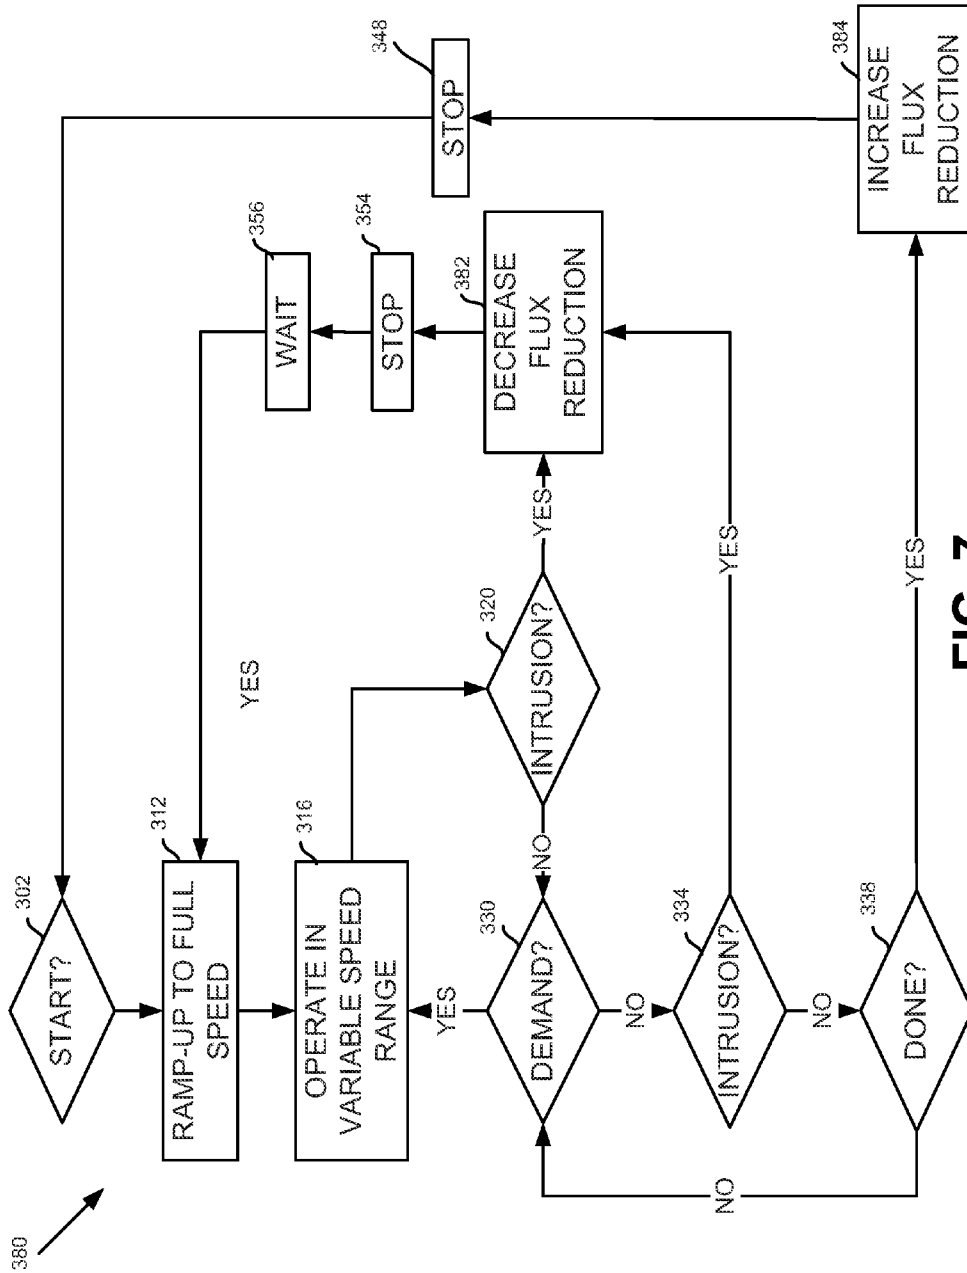 380
302
START?
312
RAMP-UP TO FULL
SPEED
316
OPERATE IN
VARIABLE SPEED
RANGE
YES
320
INTRUSION?
YES
NO
330
DEMAND?
YES
NO
334
INTRUSION?
YES
NO
338
DONE?
NO
YES
356
WAIT
354
STOP
382
DECREASE
FLUX
REDUCTION
348
STOP
384
INCREASE
FLUX
REDUCTION